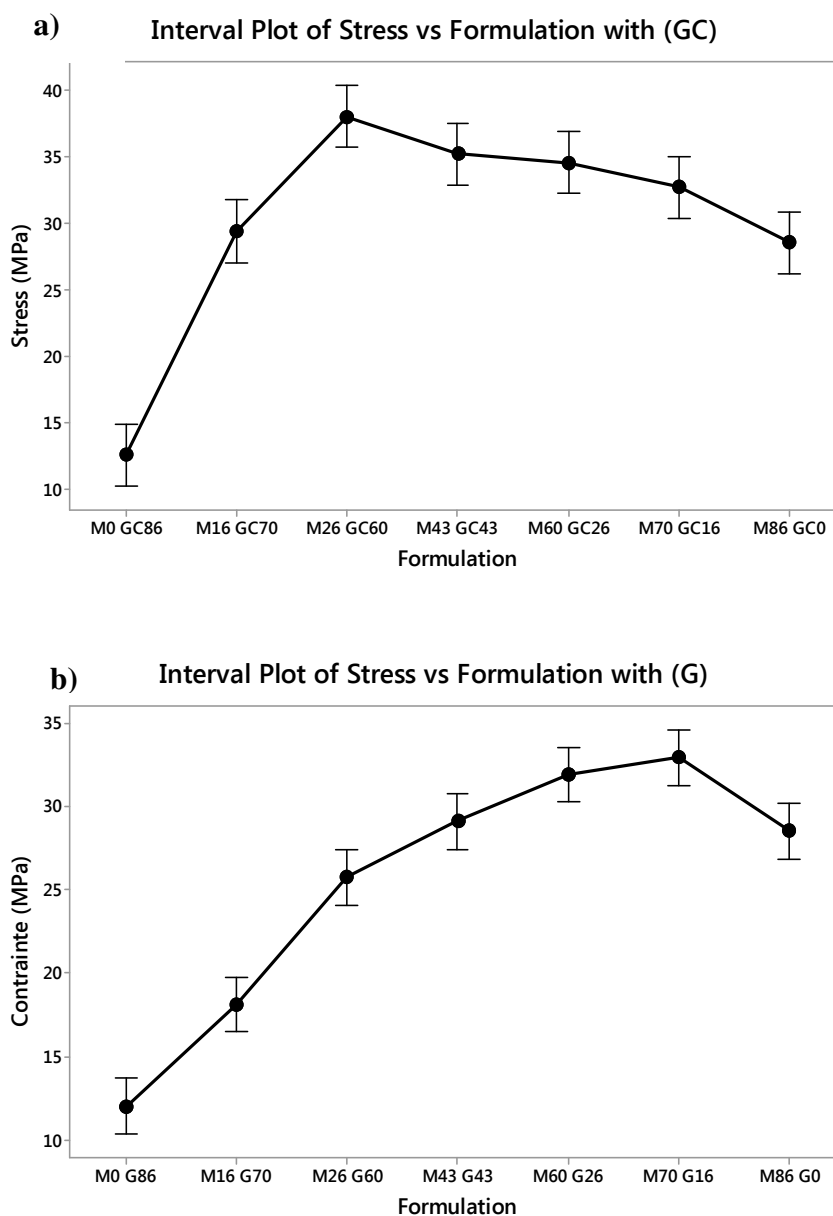 a)
Interval Plot of Stress vs Formulation with (GC)
40
35
30
25
20
15
10
Stress (MPa)
M0 GC86 M16 GC70 M26 GC60 M43 GC43 M60 GC26 M70 GC16 M86 GC0
Formulation
b)
Interval Plot of Stress vs Formulation with (G)
35
30
25
20
15
10
Contrainte (MPa)
M0 G86 M16 G70 M26 G60 M43 G43 M60 G26 M70 G16 M86 G0
Formulation